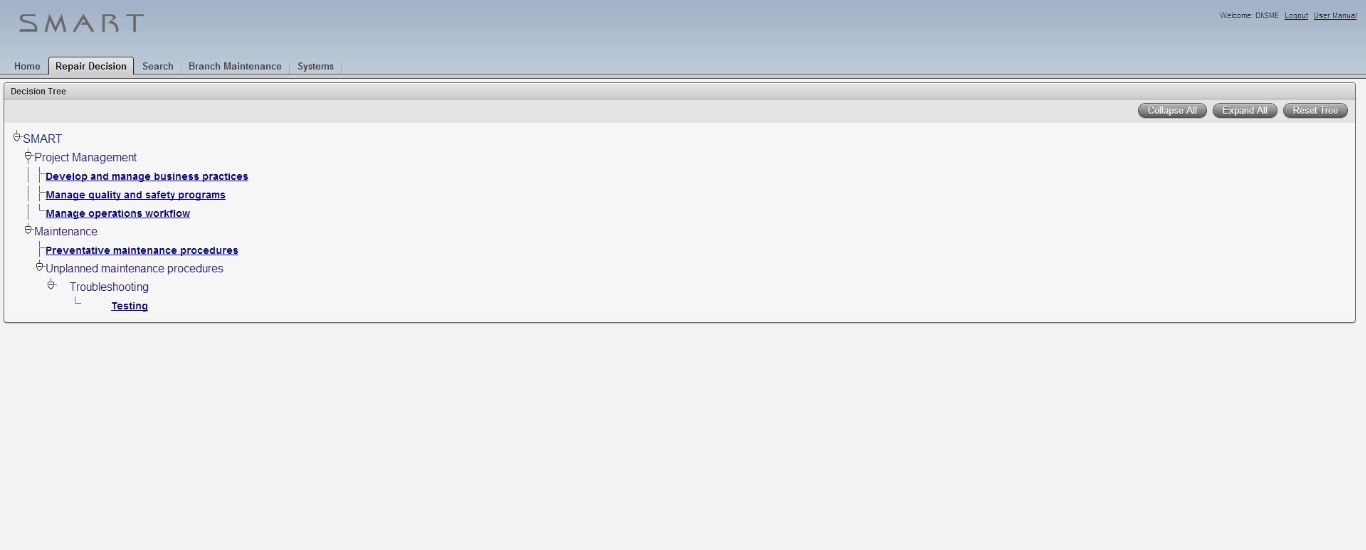 SMART
Welcome: DMSME Logout User Manual
Home Repair Decision Search Branch Maintenance Systems
Decision Tree
Collapse All Expand All Reset Tree
SMART
Project Management
Develop and manage business practices
Manage quality and safety programs
Manage operations workflow
Maintenance
Preventative maintenance procedures
Unplanned maintenance procedures
Troubleshooting
Testing